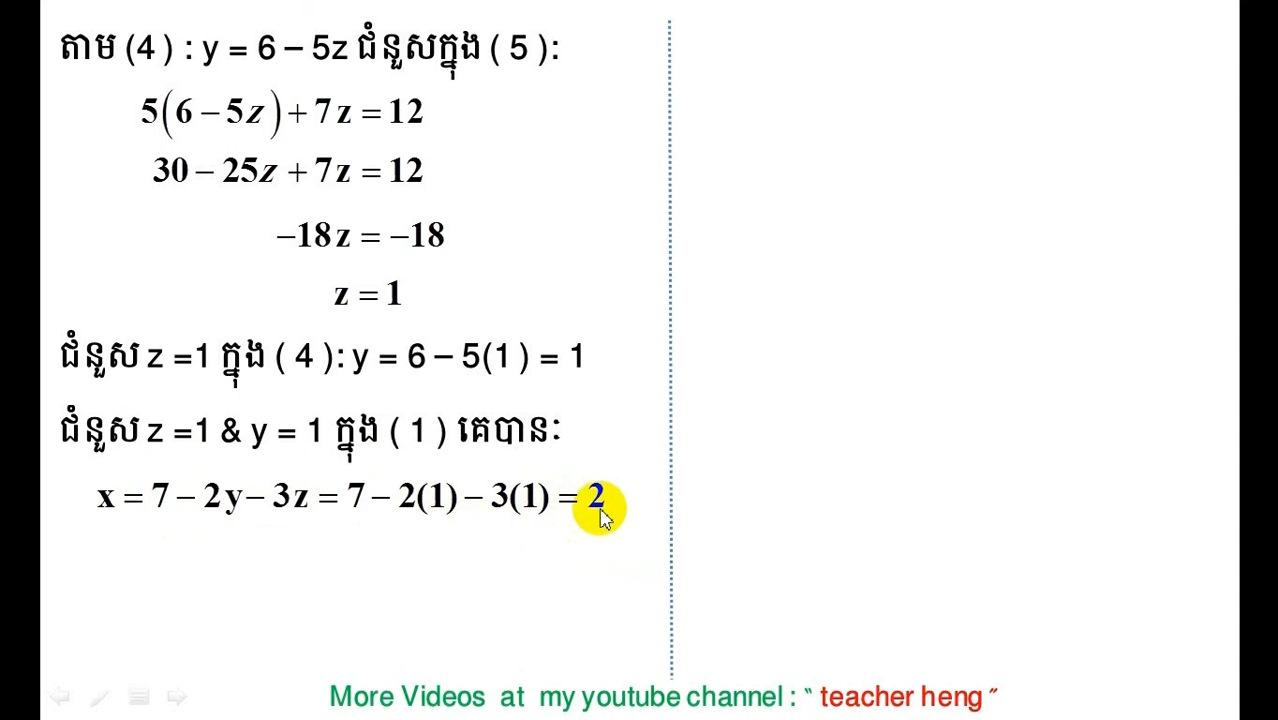 តាម (4 ) : y = 6 – 5z ជំនួសក្នុង ( 5 ):
5(6 – 5z) + 7z = 12
30 – 25z + 7z = 12
–18z = –18
z = 1
ជំនួស z =1 ក្នុង ( 4 ): y = 6 – 5(1 ) = 1
ជំនួស z =1 & y = 1 ក្នុង ( 1 ) គេបានៈ
x = 7 – 2y – 3z = 7 – 2(1) – 3(1) = 2
More Videos at my youtube channel : “ teacher heng ”